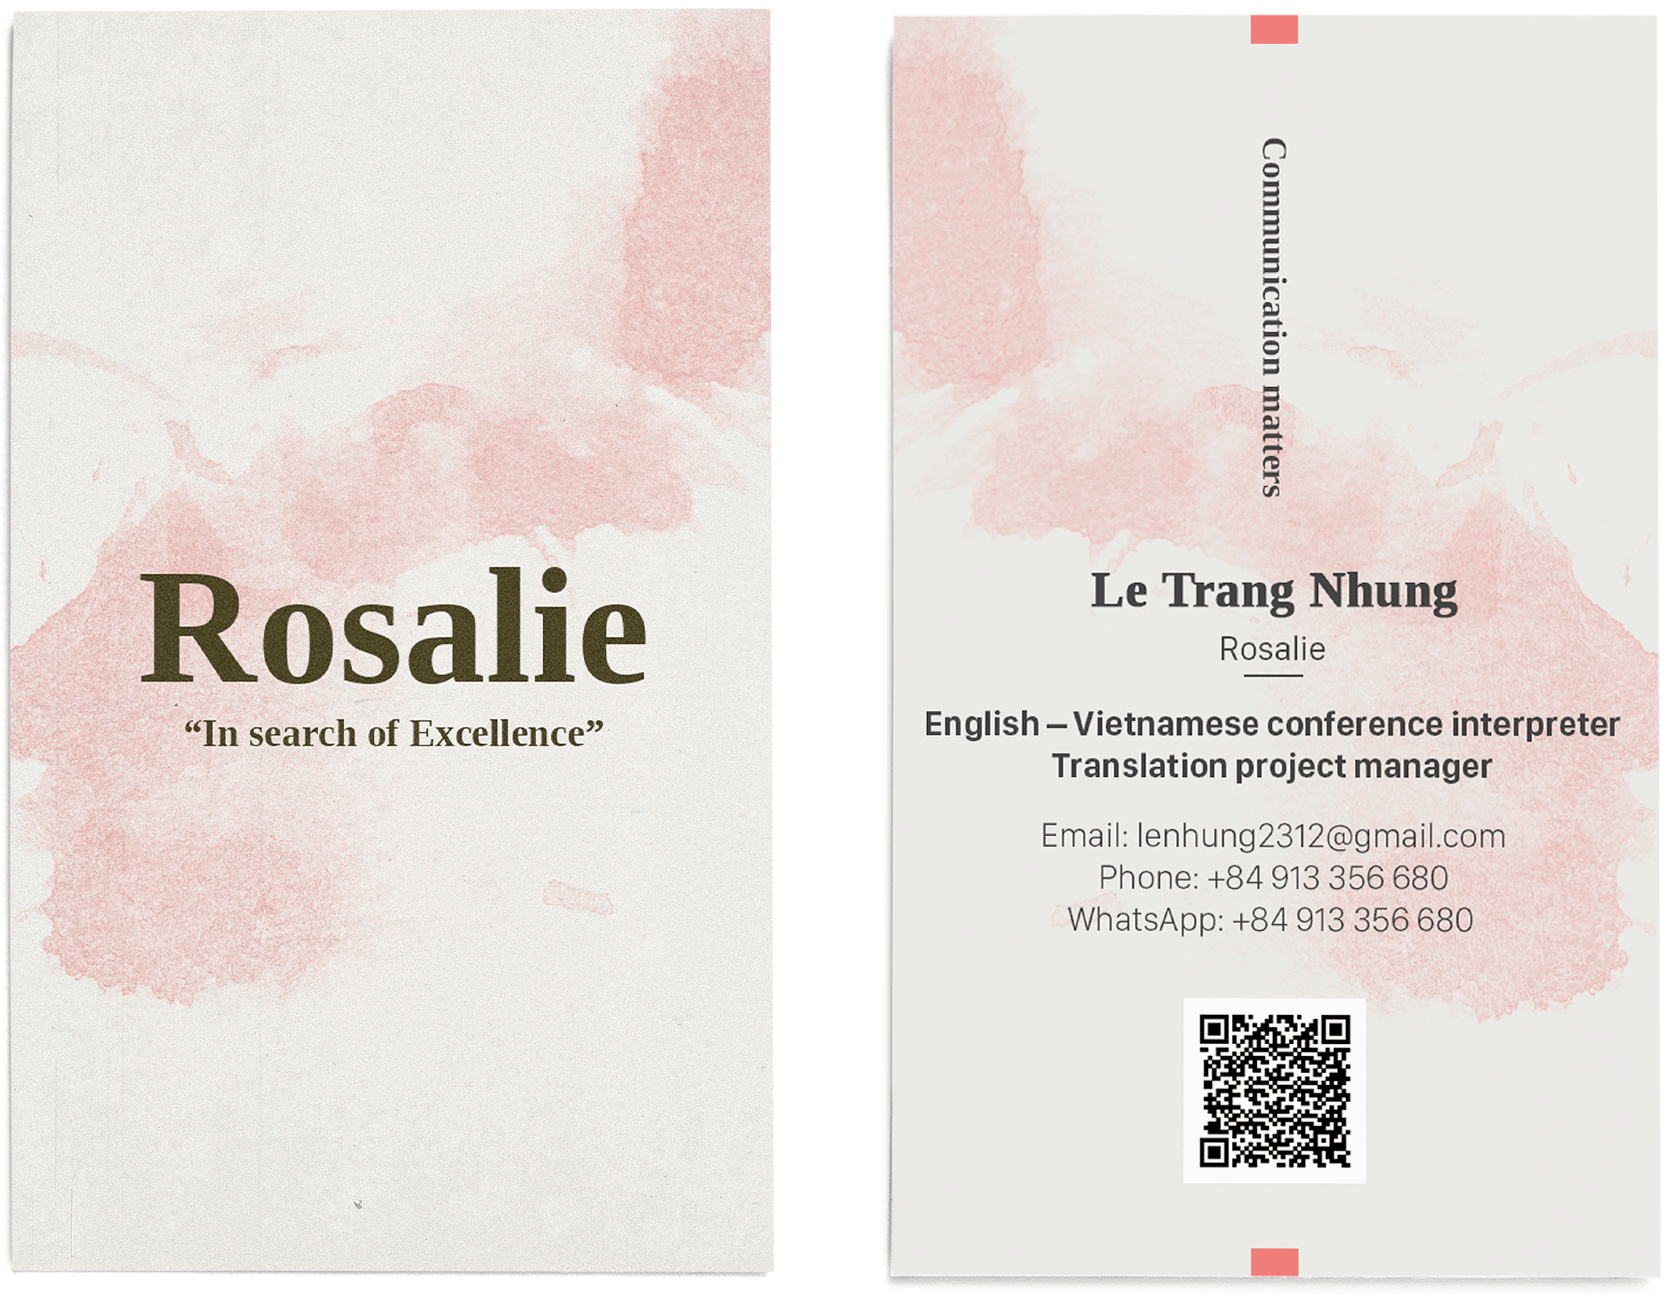 Rosalie
“In search of Excellence”
Communication matters
Le Trang Nhung
Rosalie
English – Vietnamese conference interpreter
Translation project manager
Email: lenhung2312@gmail.com
Phone: +84 913 356 680
WhatsApp: +84 913 356 680